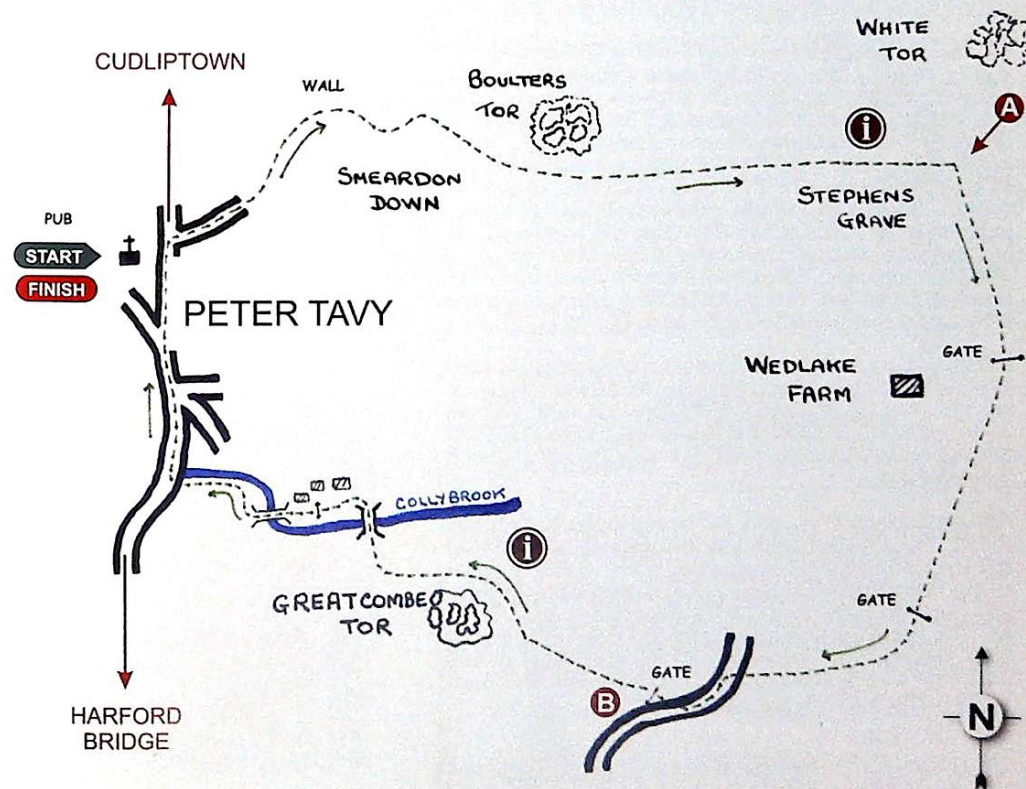 CUDLIPTOWN
WALL
BOULTERS
TOR
WHITE
TOR
i
A
SMEARDON
DOWN
STEPHENS
GRAVE
PUB
START
FINISH
PETER TAVY
GATE
WEDLAKE
FARM
COLLYBROOK
i
GREATCOMBE
TOR
GATE
GATE
B
HARFORD
BRIDGE
N